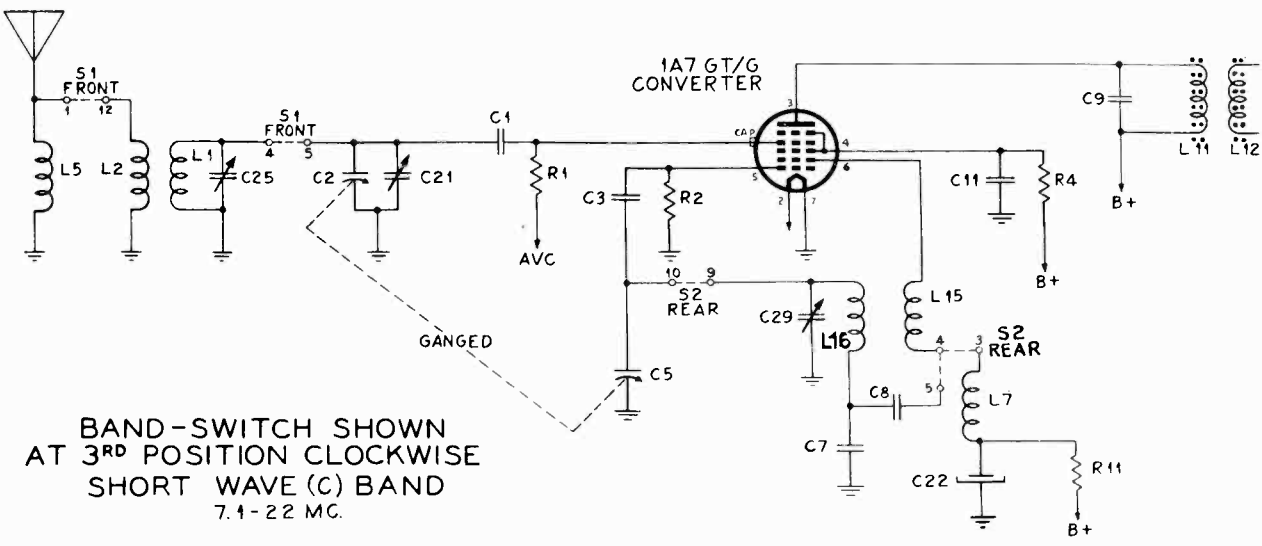 S1
FRONT
1 12
L5
L2
L1
C25
S1
FRONT
4 5
C2
C21
C1
R1
AVC
1A7 GT/G
CONVERTER
3
CAP
4
6
5
2 7
C3
R2
C9
L11 L12
B+
C11
R4
B+
10 9
S2
REAR
C29
L16
L15
4 3
S2
REAR
5
C8
L7
C7
C22
R11
B+
GANGED
C5
BAND-SWITCH SHOWN
AT 3RD POSITION CLOCKWISE
SHORT WAVE (C) BAND
7.1-22 MC.